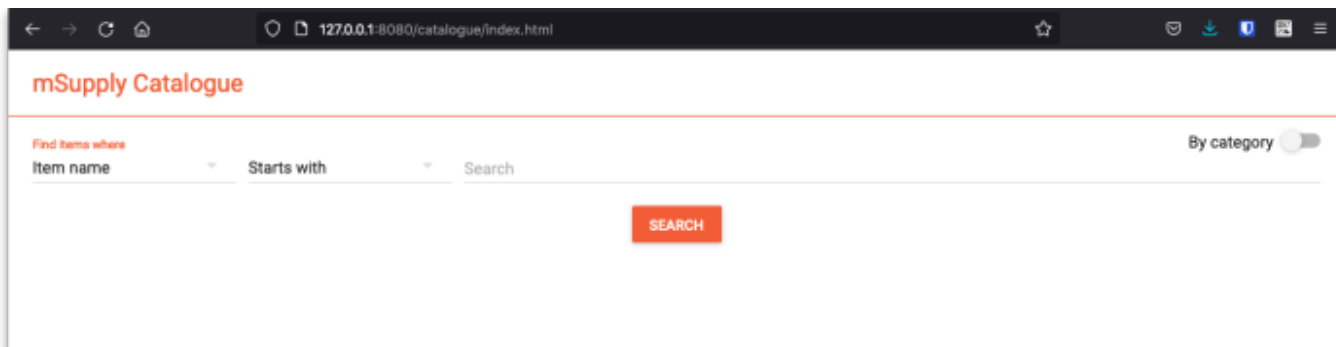 127.0.0.1:8080/catalogue/index.html
mSupply Catalogue
Find items where
By category
Item name
Starts with
Search
SEARCH